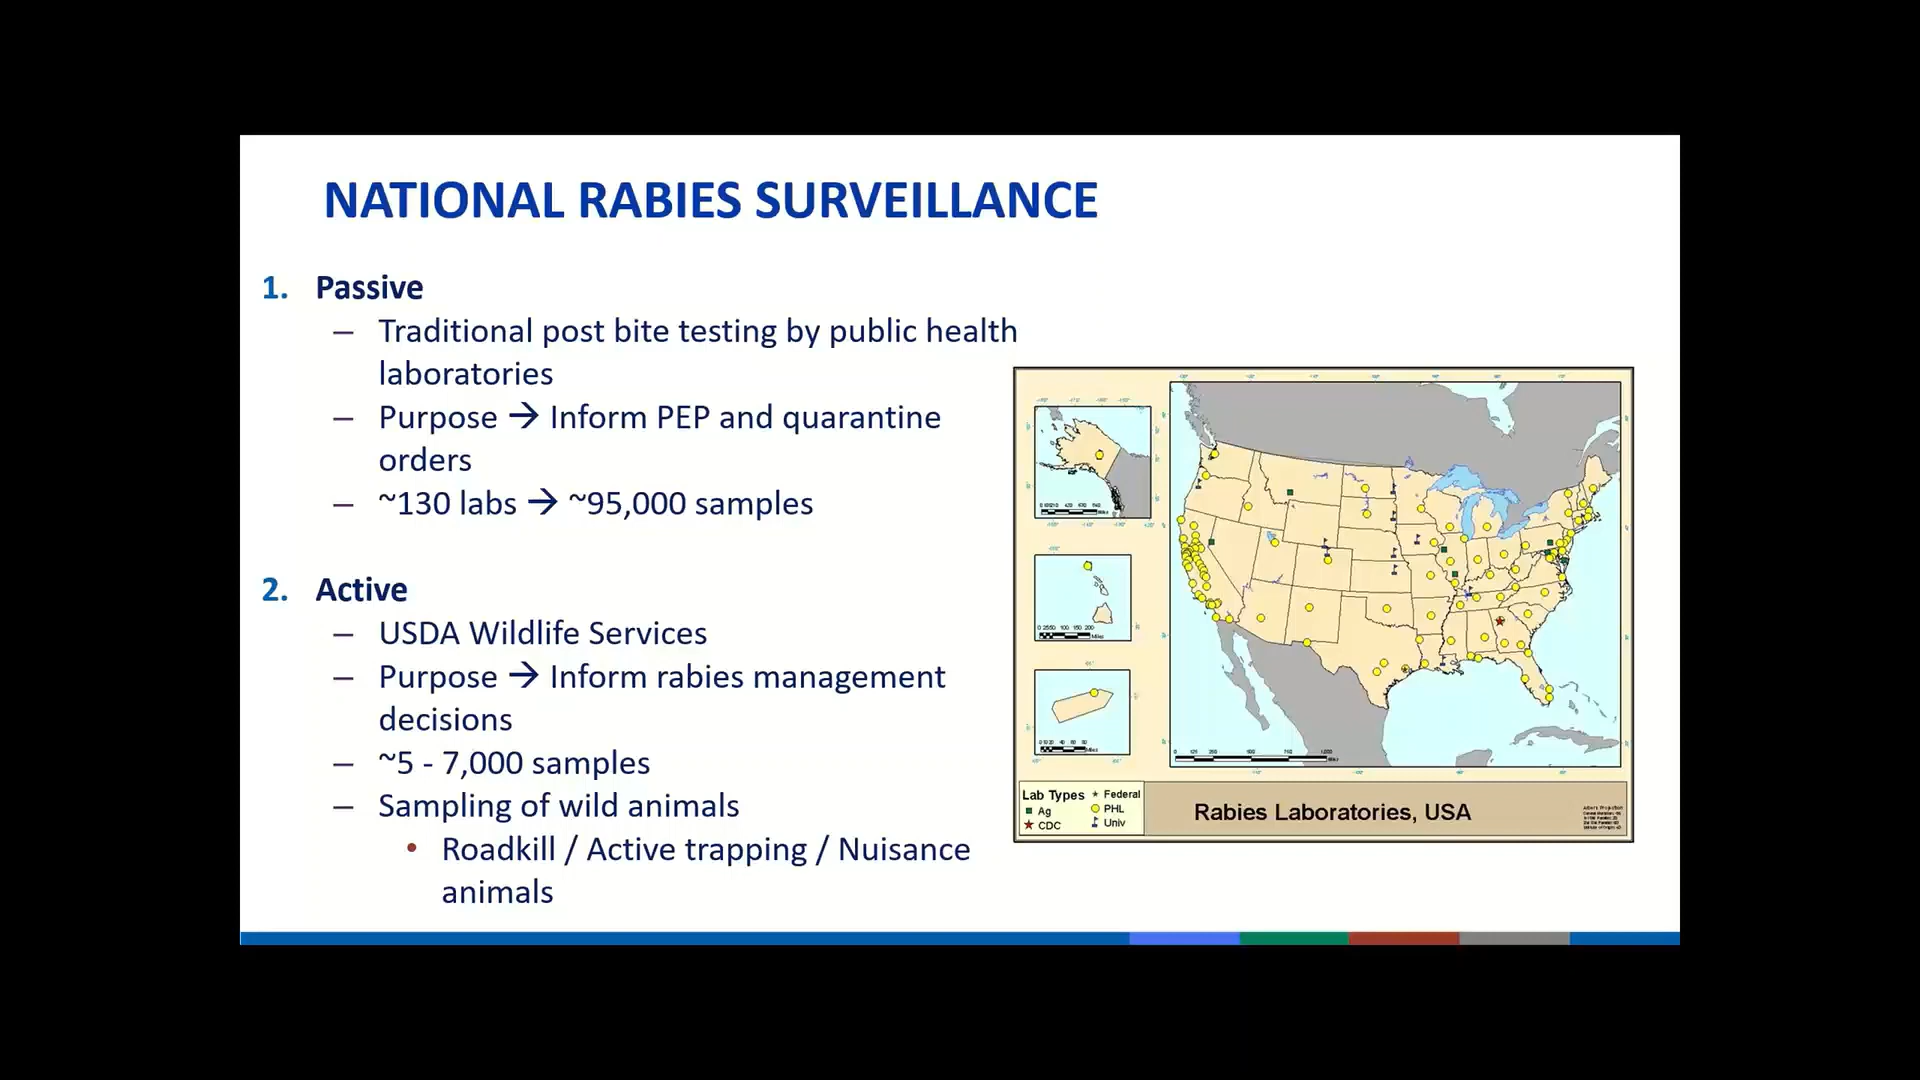 NATIONAL RABIES SURVEILLANCE
1. Passive
– Traditional post bite testing by public health
laboratories
– Purpose → Inform PEP and quarantine
orders
– ~130 labs → ~95,000 samples
2. Active
– USDA Wildlife Services
– Purpose → Inform rabies management
decisions
– ~5 - 7,000 samples
– Sampling of wild animals
• Roadkill / Active trapping / Nuisance
animals
Lab Types
Ag
CDC
Federal
PHL
Univ
Rabies Laboratories, USA